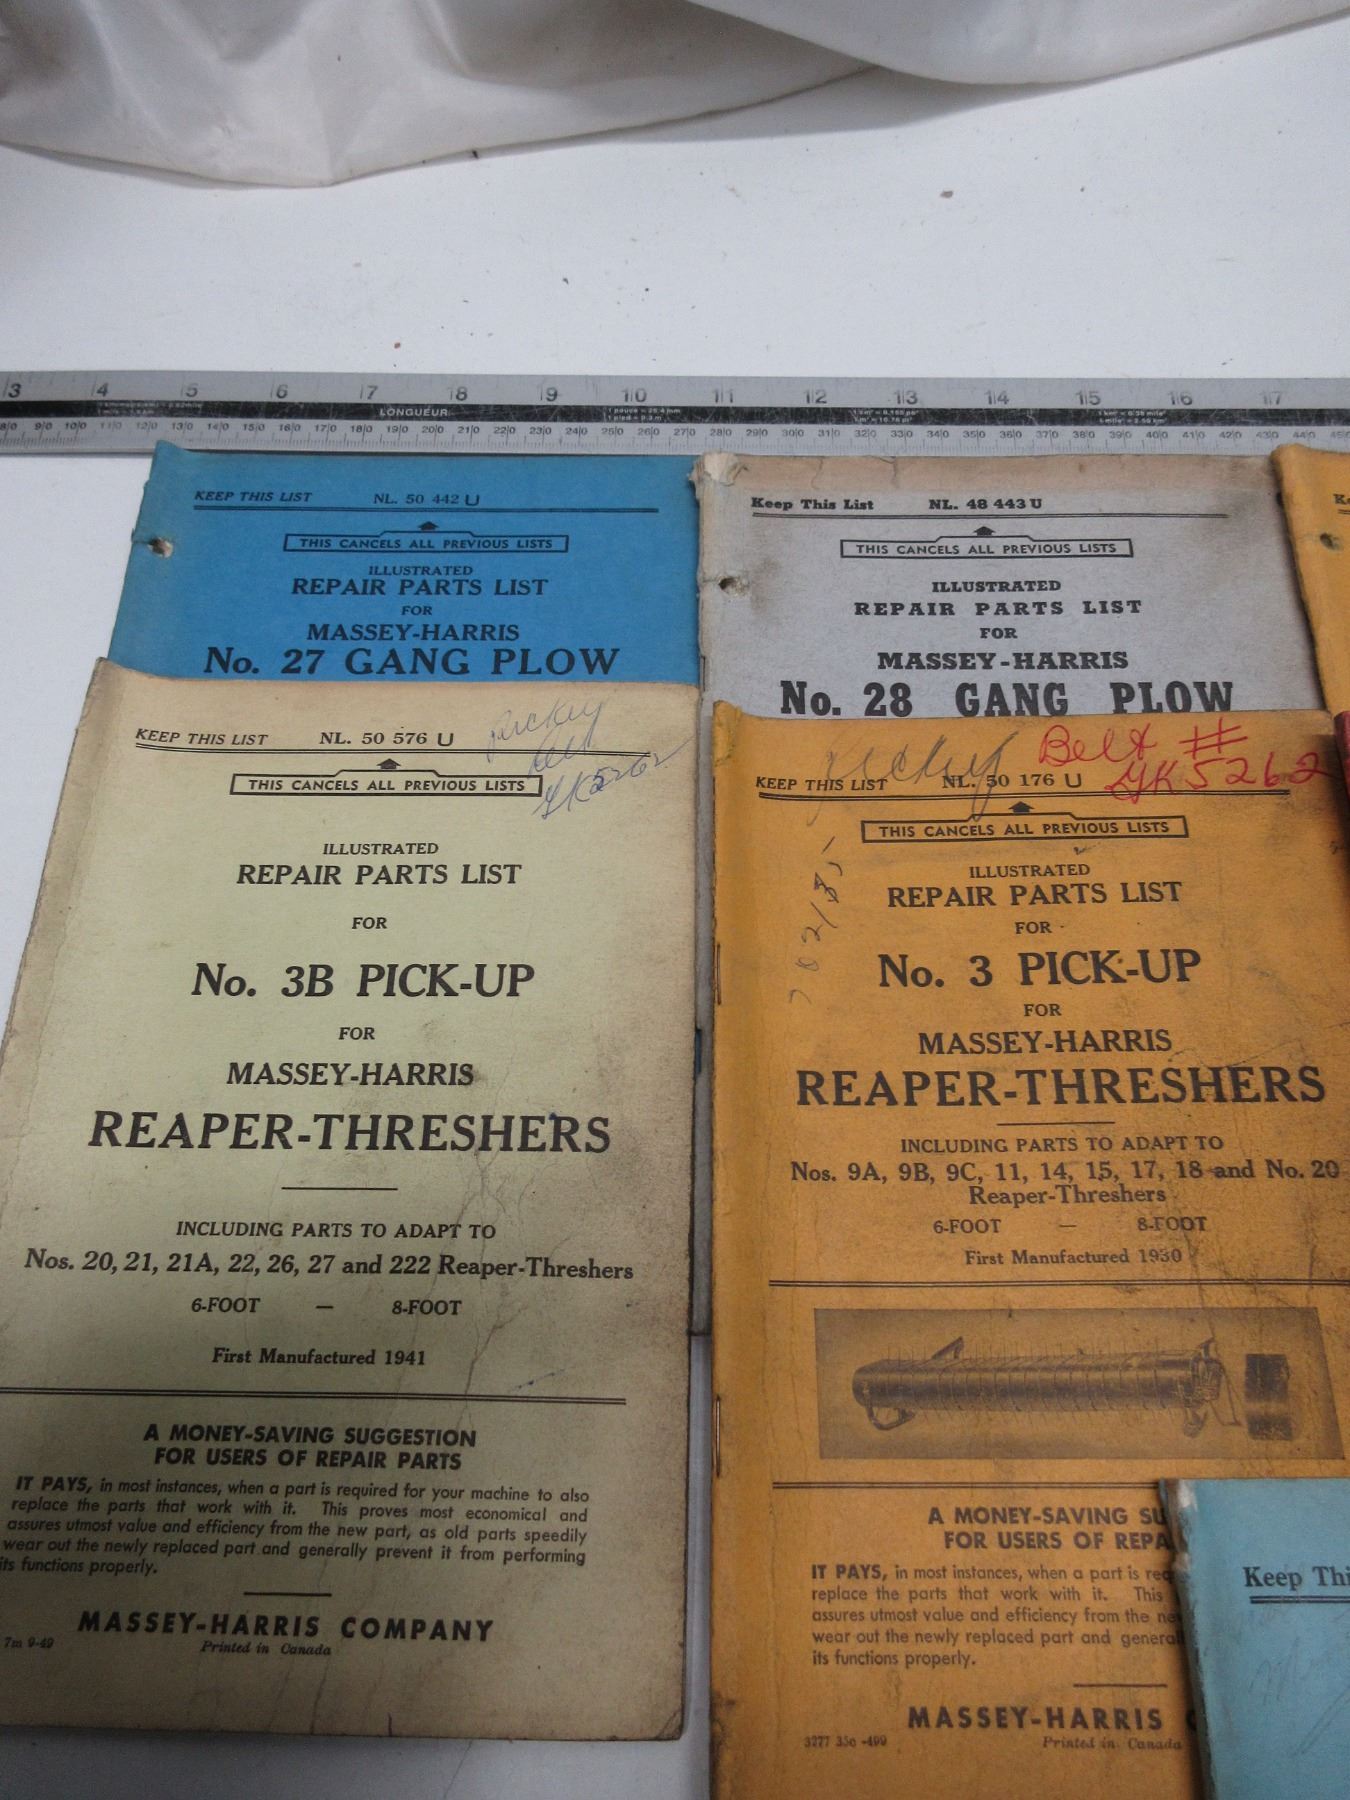 3 4 5 6 7 8 9 10 11 12 13 14 15 16 17
LONGUEUR
KEEP THIS LIST NL. 50 442 U
THIS CANCELS ALL PREVIOUS LISTS
ILLUSTRATED
REPAIR PARTS LIST
FOR
MASSEY-HARRIS
No. 27 GANG PLOW
Keep This List NL. 48 443 U
THIS CANCELS ALL PREVIOUS LISTS
ILLUSTRATED
REPAIR PARTS LIST
FOR
MASSEY-HARRIS
No. 28 GANG PLOW
KEEP THIS LIST NL. 50 576 U
GK5262
THIS CANCELS ALL PREVIOUS LISTS
ILLUSTRATED
REPAIR PARTS LIST
FOR
No. 3B PICK-UP
FOR
MASSEY-HARRIS
REAPER-THRESHERS
INCLUDING PARTS TO ADAPT TO
Nos. 20, 21, 21A, 22, 26, 27 and 222 Reaper-Threshers
6-FOOT — 8-FOOT
First Manufactured 1941
A MONEY-SAVING SUGGESTION
FOR USERS OF REPAIR PARTS
IT PAYS, in most instances, when a part is required for your machine to also
replace the parts that work with it. This proves most economical and
assures utmost value and efficiency from the new part, as old parts speedily
wear out the newly replaced part and generally prevent it from performing
its functions properly.
MASSEY-HARRIS COMPANY
7m 9-49 Printed in Canada
Pickup Belt #
GK5262
KEEP THIS LIST NL. 50 176 U
THIS CANCELS ALL PREVIOUS LISTS
ILLUSTRATED
REPAIR PARTS LIST
FOR
No. 3 PICK-UP
FOR
MASSEY-HARRIS
REAPER-THRESHERS
INCLUDING PARTS TO ADAPT TO
Nos. 9A, 9B, 9C, 11, 14, 15, 17, 18 and No. 20
Reaper-Threshers
6-FOOT — 8-FOOT
First Manufactured 1930
A MONEY-SAVING SU
FOR USERS OF REPA
IT PAYS, in most instances, when a part is req
replace the parts that work with it. This
assures utmost value and efficiency from the ne
wear out the newly replaced part and general
its functions properly.
MASSEY-HARRIS
Printed in Canada
Keep Thi